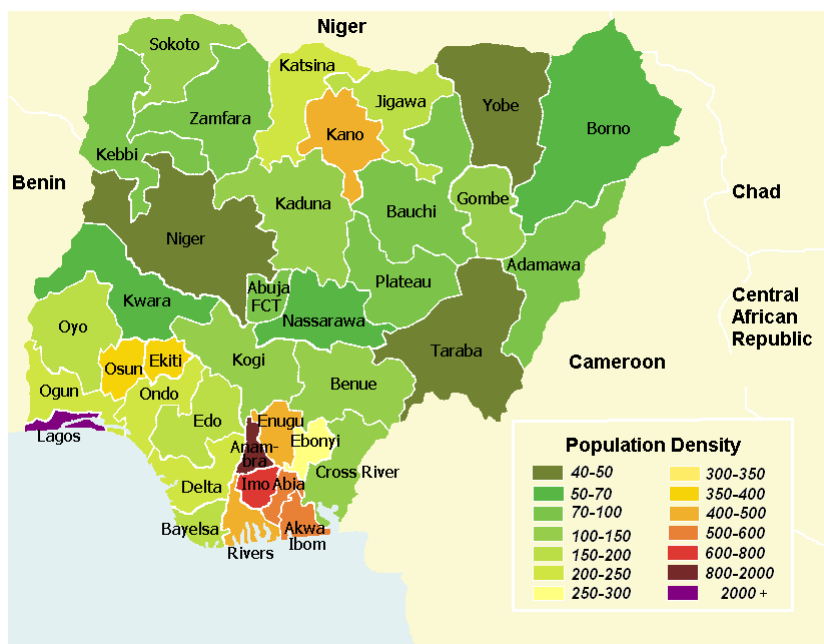 Niger
Sokoto
Katsina
Zamfara
Jigawa
Yobe
Kano
Borno
Kebbi
Benin
Chad
Kaduna
Gombe
Bauchi
Niger
Adamawa
Plateau
Abuja
FCT
Kwara
Nassarawa
Central
African
Republic
Oyo
Taraba
Cameroon
Osun
Ekiti
Kogi
Benue
Ogun
Ondo
Lagos
Edo
Enugu
Ebonyi
Anam-
bra
Cross River
Delta
Imo
Abia
Bayelsa
Rivers
Akwa
Ibom
Population Density
40-50
50-70
70-100
100-150
150-200
200-250
250-300
300-350
350-400
400-500
500-600
600-800
800-2000
2000 +